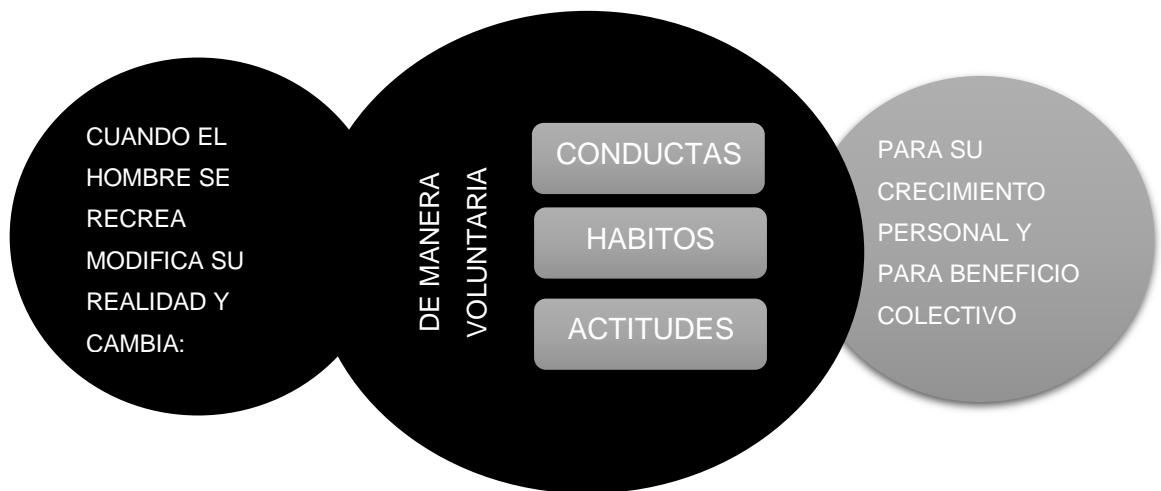 CUANDO EL
HOMBRE SE
RECREA
MODIFICA SU
REALIDAD Y
CAMBIA:
DE MANERA
VOLUNTARIA
CONDUCTAS
HABITOS
ACTITUDES
PARA SU
CRECIMIENTO
PERSONAL Y
PARA BENEFICIO
COLECTIVO